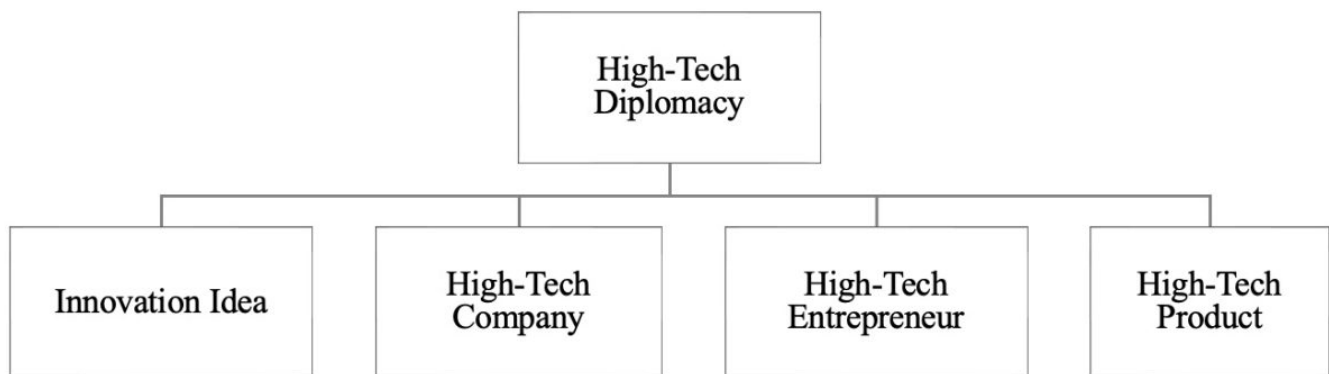 High-Tech
Diplomacy
Innovation Idea
High-Tech
Company
High-Tech
Entrepreneur
High-Tech
Product